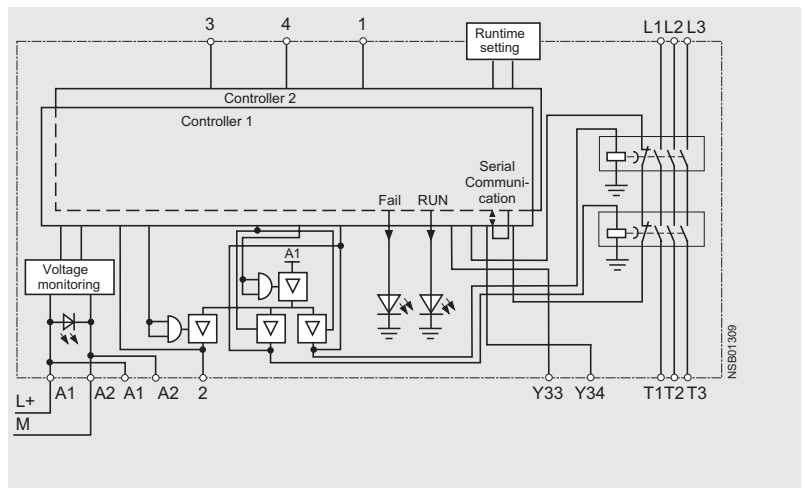 3 4 1 Runtime setting L1 L2 L3
Controller 2
Controller 1
Serial
Communi-
cation
Fail RUN
A1
Voltage
monitoring
NSB01309
A1 A2 A1 A2 2 Y33 Y34 T1 T2 T3
L+
M